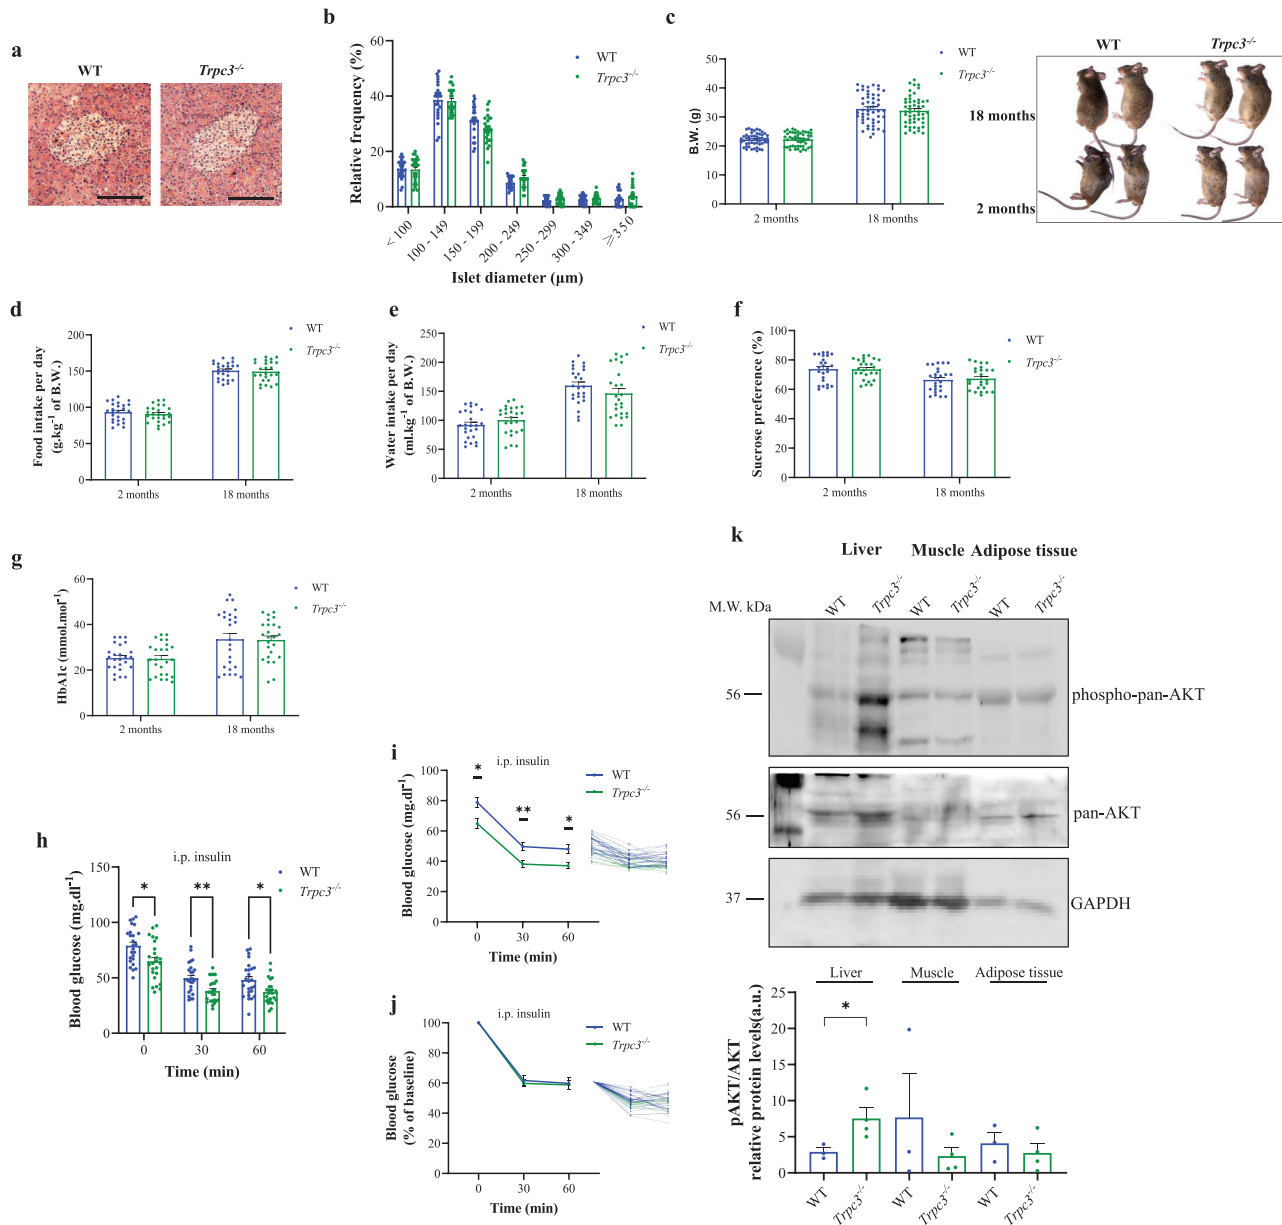 a
WT
Trpc3-/-
b
Relative frequency (%)
60
40
20
0
< 100
100 - 149
150 - 199
200 - 249
250 - 299
300 - 349
⩾350
Islet diameter (µm)
WT
Trpc3-/-
c
B.W. (g)
50
40
30
20
10
0
2 months
18 months
WT
Trpc3-/-
WT
Trpc3-/-
18 months
2 months
d
Food intake per day
(g.kg-1 of B.W.)
200
150
100
50
0
2 months
18 months
WT
Trpc3-/-
e
Water intake per day
(ml.kg-1 of B.W.)
250
200
150
100
50
0
2 months
18 months
WT
Trpc3-/-
f
Sucrose preference (%)
100
80
60
40
20
0
2 months
18 months
WT
Trpc3-/-
g
HbA1c (mmol.mol-1)
60
40
20
0
2 months
18 months
WT
Trpc3-/-
h
i.p. insulin
Blood glucose (mg.dl-1)
150
100
50
0
*
**
*
0
30
60
Time (min)
WT
Trpc3-/-
i
i.p. insulin
Blood glucose (mg.dl-1)
100
80
60
40
20
0
*
**
*
0
30
60
Time (min)
WT
Trpc3-/-
j
i.p. insulin
Blood glucose
(% of baseline)
100
80
60
40
20
0
0
30
60
Time (min)
WT
Trpc3-/-
k
Liver
Muscle
Adipose tissue
M.W. kDa
WT
Trpc3-/-
WT
Trpc3-/-
WT
Trpc3-/-
56
phospho-pan-AKT
56
pan-AKT
37
GAPDH
Liver
Muscle
Adipose tissue
pAKT/AKT
relative protein levels(a.u.)
25
20
15
10
5
0
*
WT
Trpc3-/-
WT
Trpc3-/-
WT
Trpc3-/-